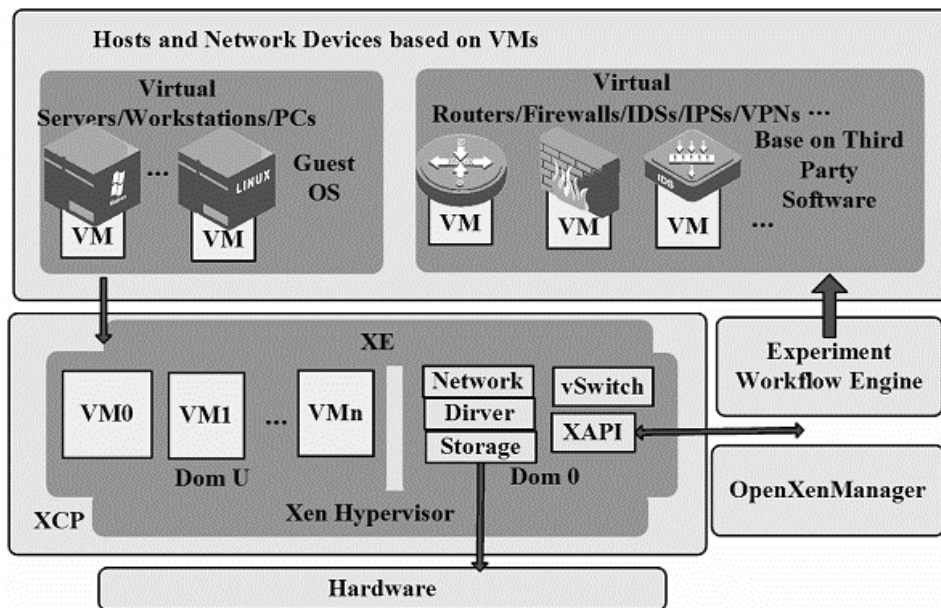 Hosts and Network Devices based on VMs
Virtual
Servers/Workstations/PCs
Guest
OS
...
LINUX
VM
VM
Virtual
Routers/Firewalls/IDSs/IPSs/VPNs ...
Base on Third
Party
Software
IDS
VM
VM
VM
...
XE
VM0
VM1
...
VMn
Network
Dirver
Storage
vSwitch
XAPI
Dom U
Dom 0
Xen Hypervisor
XCP
Experiment
Workflow Engine
OpenXenManager
Hardware